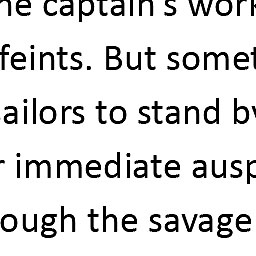 he captain's work
feints. But somet
ailors to stand by
r immediate ausp
ough the savage